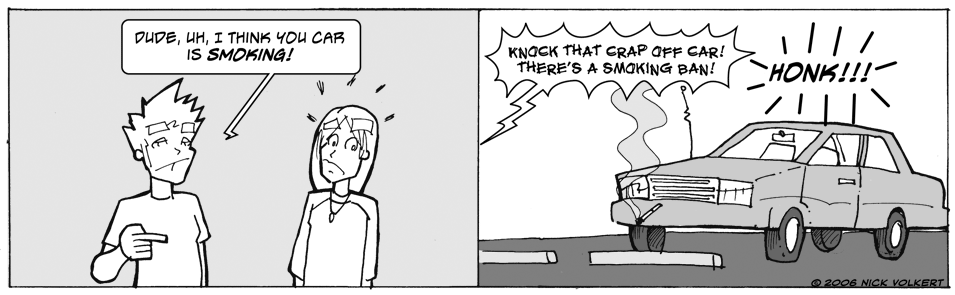 DUDE, UH, I THINK YOU CAR
IS SMOKING!
KNOCK THAT CRAP OFF CAR!
THERE'S A SMOKING BAN!
HONK!!!
© 2006 NICK VOLKERT